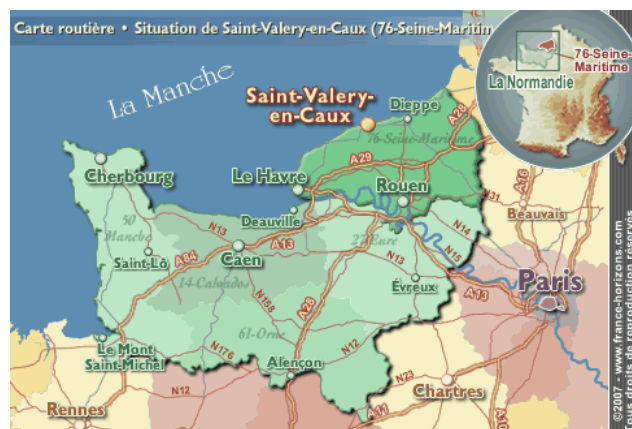 Carte routière • Situation de Saint-Valery-en-Caux (76-Seine-Maritim
76-Seine-
Maritime
La Normandie
La Manche
Saint-Valery-
en-Caux
Dieppe
A28
76-Seine-Maritime
Cherbourg
A29
A16
Le Havre
Rouen
N31
Beauvais
Deauville
50
Manche
N13
A13
27-Eure
N14
N15
Saint-Lô
A84
Caen
N13
14-Calvados
Évreux
A13
Paris
N158
A28
61-Orne
Le Mont
Saint-Michel
N176
Alençon
N12
N12
N23
Chartres
Rennes
A11
A10
©2007 - www.france-horizons.com
Tous droits de reproduction réservés